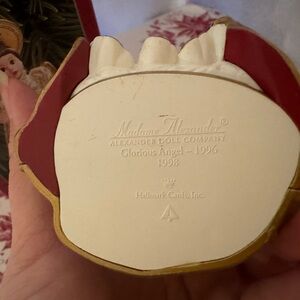 Madame Alexander®
ALEXANDER DOLL COMPANY
Glorious Angel – 1996
1998
Hallmark Cards, Inc.